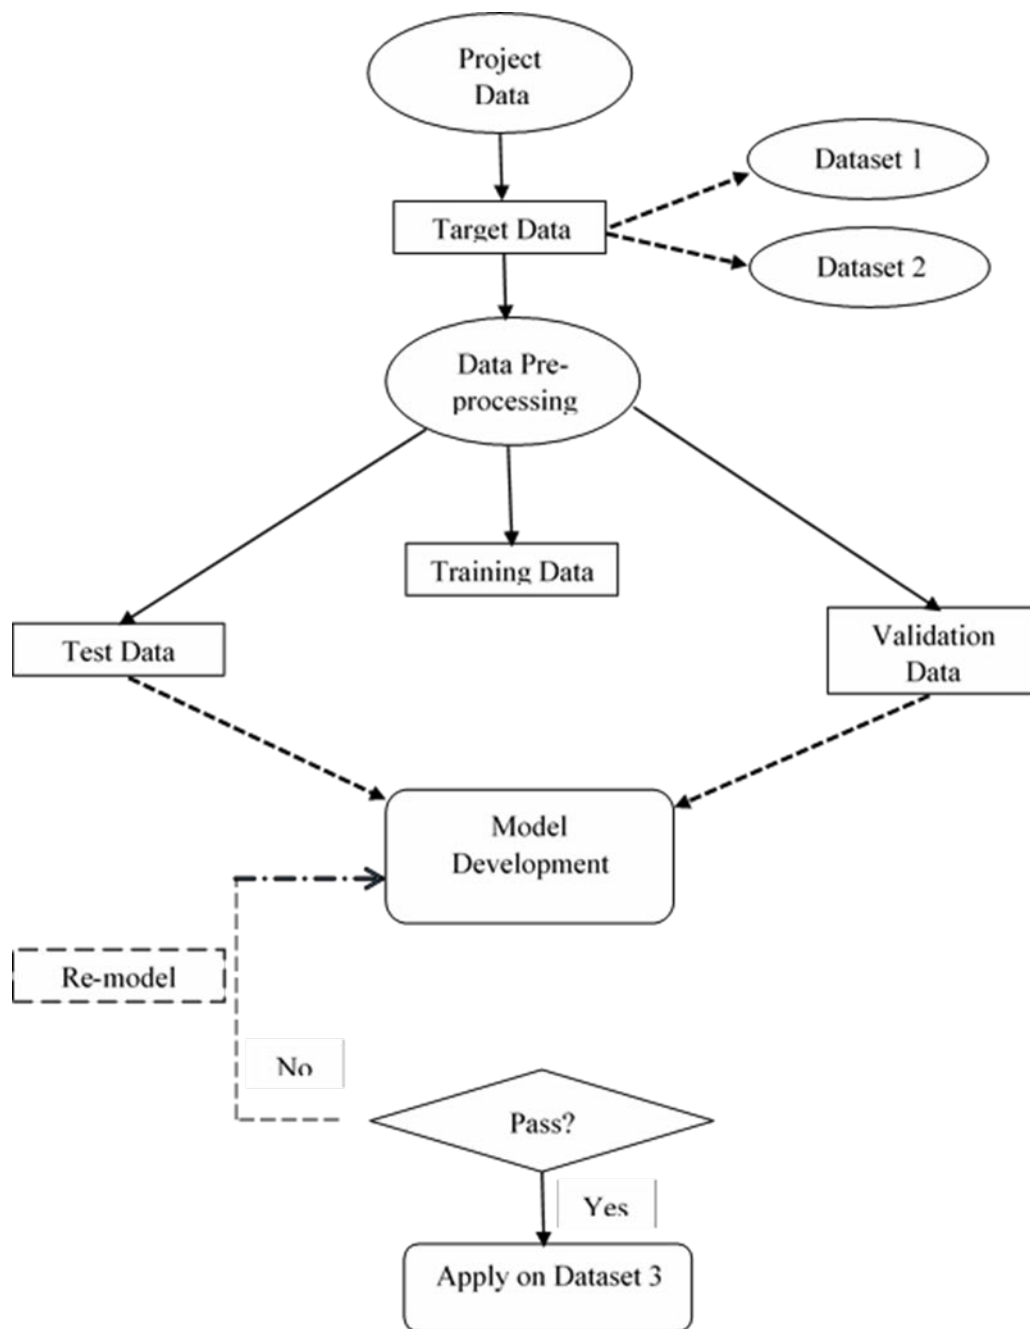 Project
Data
Dataset 1
Target Data
Dataset 2
Data Pre-
processing
Training Data
Test Data
Validation
Data
Model
Development
Re-model
No
Pass?
Yes
Apply on Dataset 3